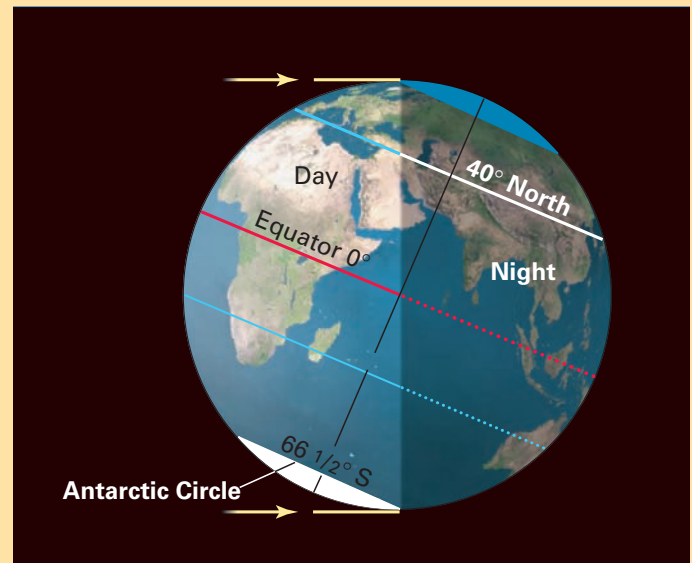 Day
40° North
Equator 0°
Night
66 1/2° S
Antarctic Circle